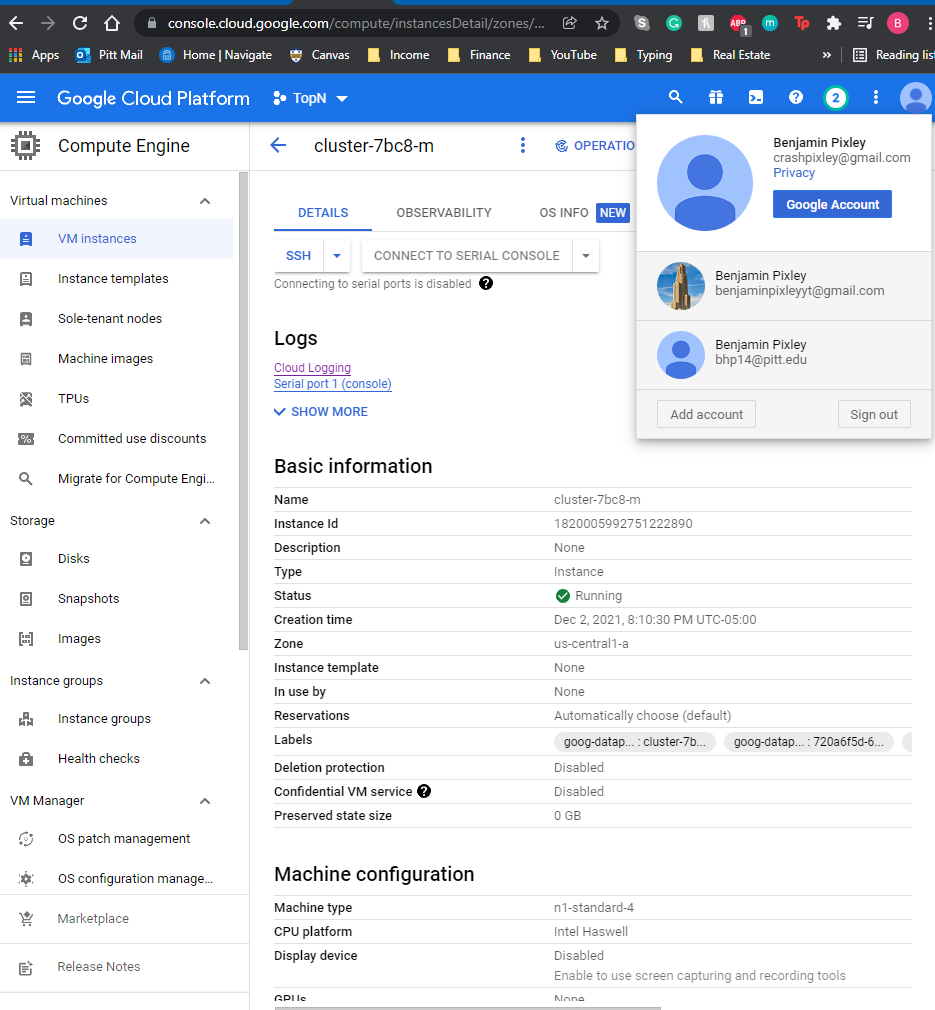 console.cloud.google.com/compute/instancesDetail/zones/...
ABP
1
m
Tp
B
Apps
Pitt Mail
Home | Navigate
Canvas
Income
Finance
YouTube
Typing
Real Estate
»
Reading list
Google Cloud Platform
TopN
2
Compute Engine
cluster-7bc8-m
OPERATIO
Virtual machines
VM instances
Instance templates
Sole-tenant nodes
Machine images
TPUs
Committed use discounts
Migrate for Compute Engi...
Storage
Disks
Snapshots
Images
Instance groups
Instance groups
Health checks
VM Manager
OS patch management
OS configuration manage...
Marketplace
Release Notes
DETAILS
OBSERVABILITY
OS INFO
NEW
SSH
CONNECT TO SERIAL CONSOLE
Connecting to serial ports is disabled
Logs
Cloud Logging
Serial port 1 (console)
SHOW MORE
Basic information
Name cluster-7bc8-m
Instance Id 1820005992751222890
Description None
Type Instance
Status Running
Creation time Dec 2, 2021, 8:10:30 PM UTC-05:00
Zone us-central1-a
Instance template None
In use by None
Reservations Automatically choose (default)
Labels goog-datap... : cluster-7b... goog-datap... : 720a6f5d-6...
Deletion protection Disabled
Confidential VM service Disabled
Preserved state size 0 GB
Machine configuration
Machine type n1-standard-4
CPU platform Intel Haswell
Display device Disabled
Enable to use screen capturing and recording tools
GPUs None
Benjamin Pixley
crashpixley@gmail.com
Privacy
Google Account
Benjamin Pixley
benjaminpixleyyt@gmail.com
Benjamin Pixley
bhp14@pitt.edu
Add account
Sign out